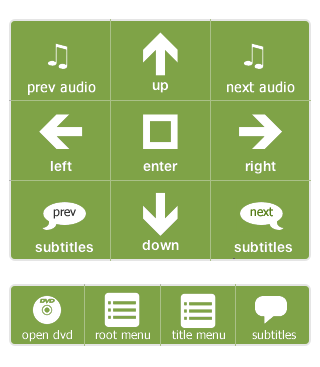 prev audio
up
next audio
left
enter
right
prev
subtitles
down
next
subtitles
DVD
open dvd
root menu
title menu
subtitles